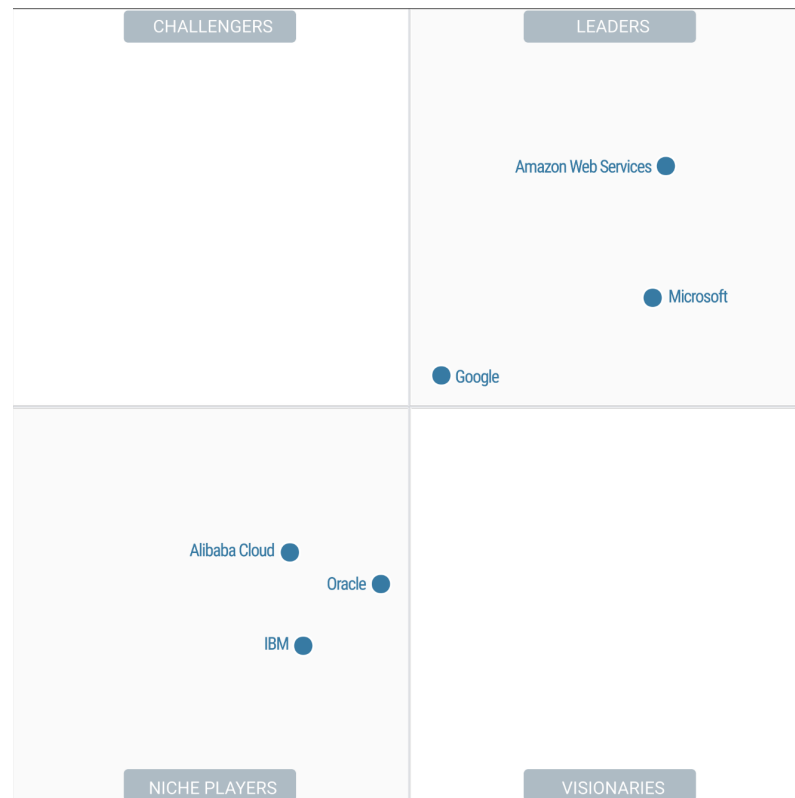 CHALLENGERS
LEADERS
Amazon Web Services
Microsoft
Google
Alibaba Cloud
Oracle
IBM
NICHE PLAYERS
VISIONARIES